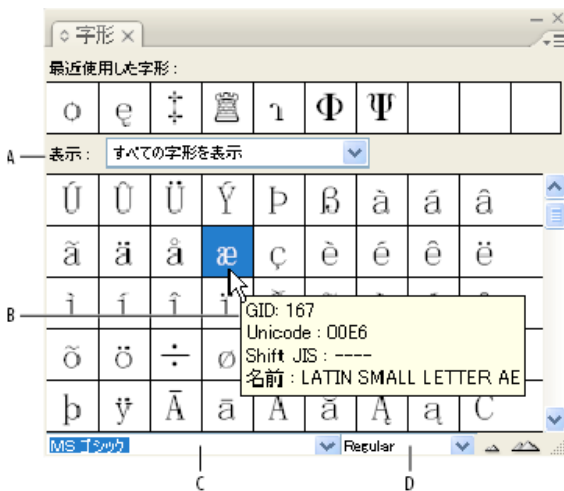 字形
最近使用した字形 :
o ę ‡ ɿ Φ Ψ
A 表示 : すべての字形を表示
Ú Û Ü Ý Þ ß à á â
ã ä å æ ç è é ê ë
ì í î ï
B
GID: 167
Unicode : 00E6
Shift JIS : ----
名前 : LATIN SMALL LETTER AE
õ ö ÷ ø
þ ÿ Ā ā Ă ă Ą ą
MS ゴシック Regular
C D